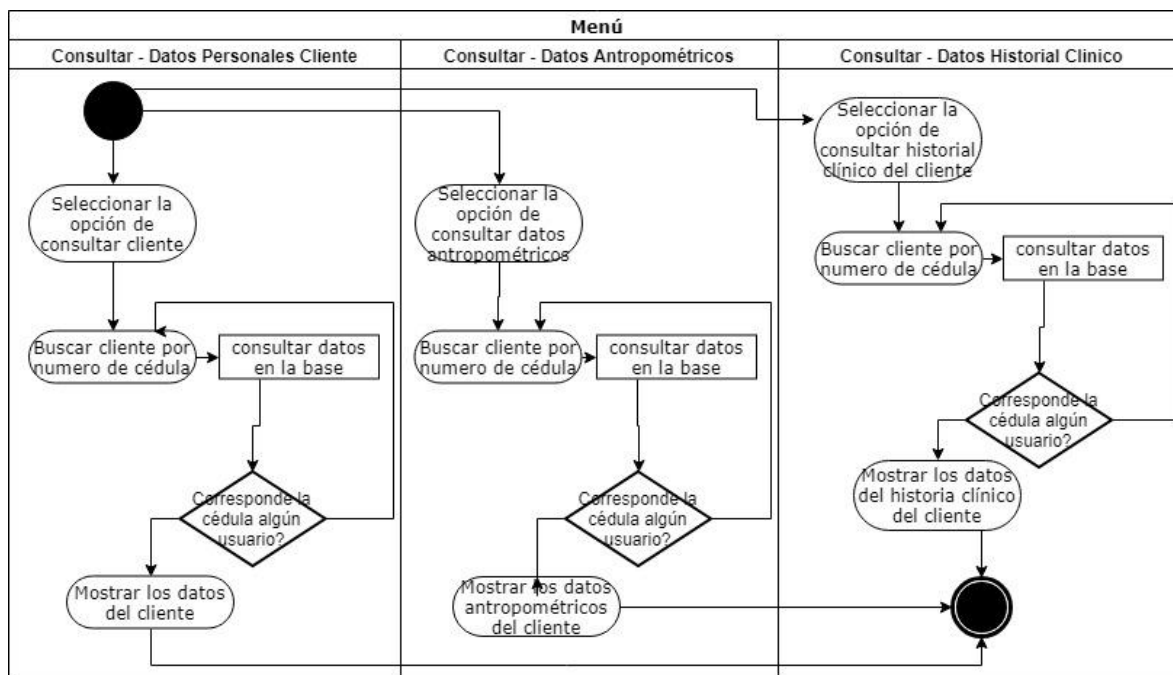 Menú
Consultar - Datos Personales Cliente
Seleccionar la
opción de
consultar cliente
Buscar cliente por
numero de cédula
consultar datos
en la base
Corresponde la
cédula algún
usuario?
Mostrar los datos
del cliente
Consultar - Datos Antropométricos
Seleccionar la
opción de
consultar datos
antropométricos
Buscar cliente por
numero de cédula
consultar datos
en la base
Corresponde la
cédula algún
usuario?
Mostrar los datos
antropométricos
del cliente
Consultar - Datos Historial Clinico
Seleccionar la
opción de
consultar historial
clínico del cliente
Buscar cliente por
numero de cédula
consultar datos
en la base
Corresponde la
cédula algún
usuario?
Mostrar los datos
del historia clínico
del cliente